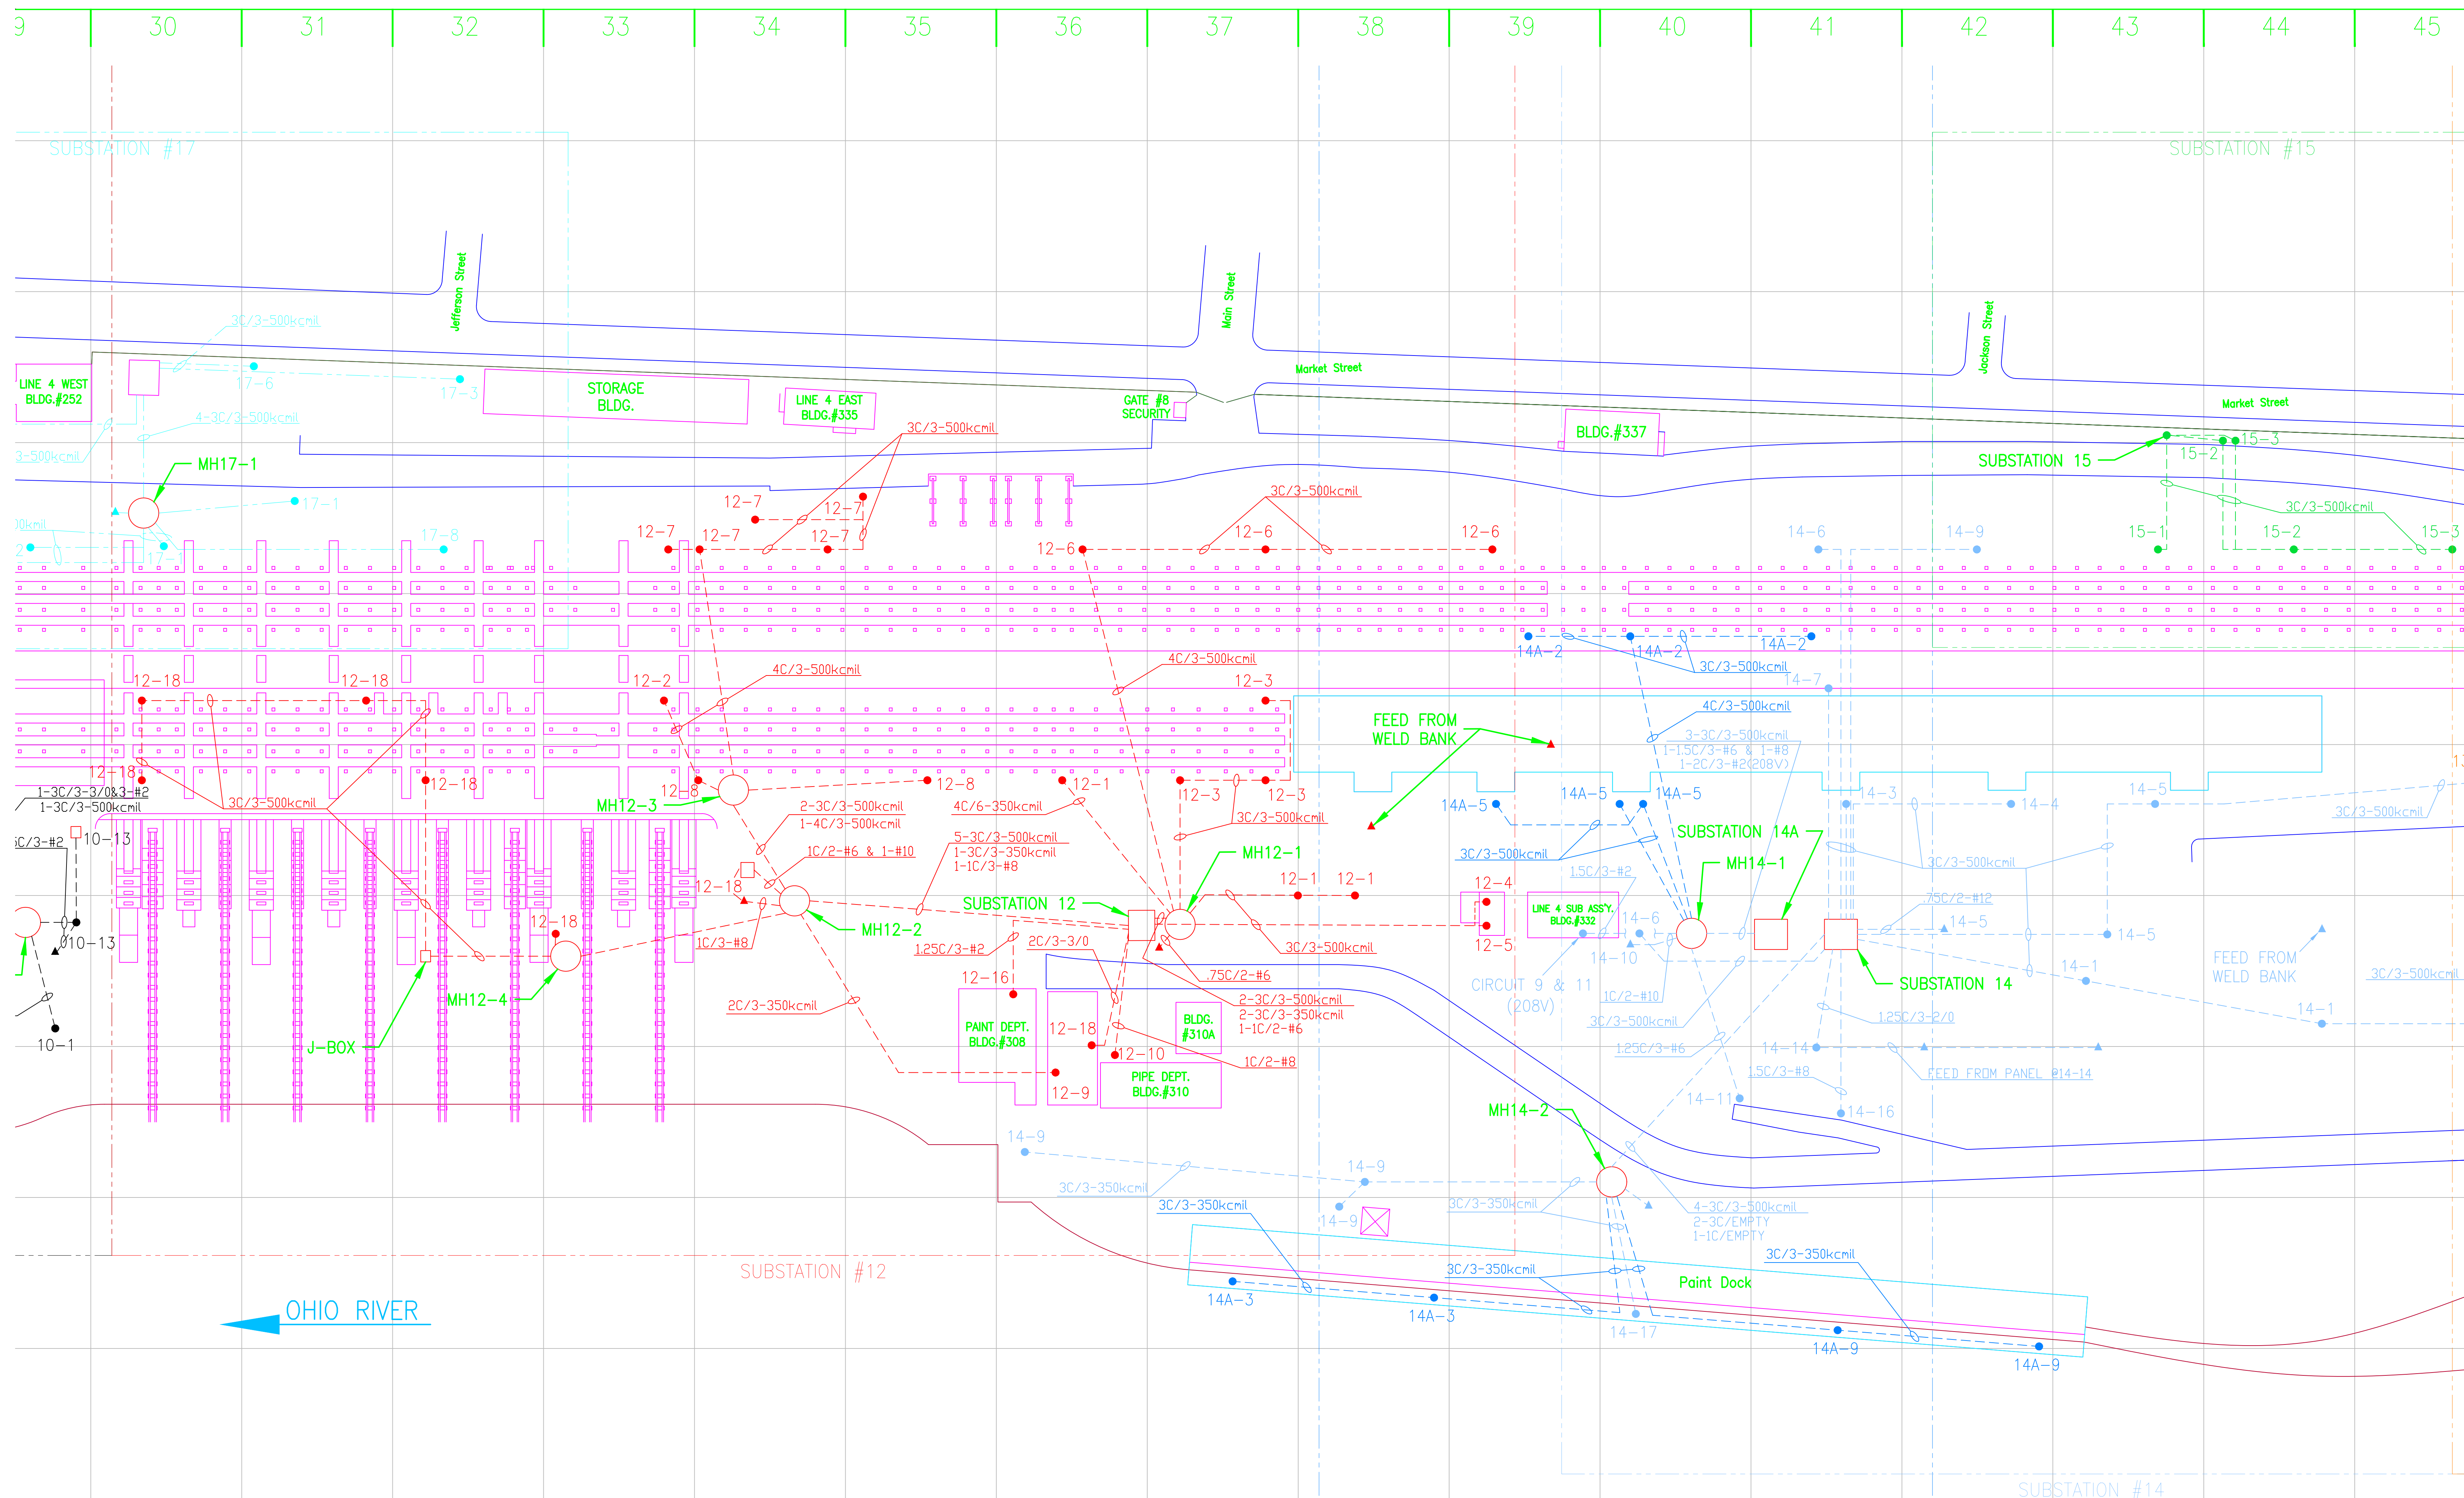 9
30
31
32
33
34
35
36
37
38
39
40
41
42
43
44
45
SUBSTATION #17
SUBSTATION #15
Jefferson Street
Main Street
Jackson Street
Market Street
Market Street
3C/3-500kcmil
17-6
17-3
LINE 4 WEST
BLDG.#252
STORAGE
BLDG.
LINE 4 EAST
BLDG.#335
GATE #8
SECURITY
BLDG.#337
4-3C/3-500kcmil
3-500kcmil
MH17-1
17-1
17-1
17-8
3C/3-500kcmil
12-7
12-7
12-7
12-7
12-7
3C/3-500kcmil
12-6
12-6
12-6
SUBSTATION 15
15-3
15-2
3C/3-500kcmil
15-1
15-2
15-3
14-6
14-9
14A-2
14A-2
14A-2
3C/3-500kcmil
14-7
12-18
12-18
12-2
4C/3-500kcmil
4C/3-500kcmil
12-3
FEED FROM
WELD BANK
4C/3-500kcmil
3-3C/3-500kcmil
1-1.5C/3-#6 & 1-#8
1-2C/3-#2(208V)
12-18
12-18
3C/3-500kcmil
1-3C/3-3/0&3-#2
1-3C/3-500kcmil
5C/3-#2
10-13
10-13
10-1
12-8
12-8
MH12-3
2-3C/3-500kcmil
1-4C/3-500kcmil
1C/2-#6 & 1-#10
12-1
4C/6-350kcmil
5-3C/3-500kcmil
1-3C/3-350kcmil
1-1C/3-#8
12-3
12-3
3C/3-500kcmil
MH12-1
12-1
12-1
14A-5
14A-5
14A-5
3C/3-500kcmil
SUBSTATION 14A
MH14-1
14-3
14-4
14-5
3C/3-500kcmil
3C/3-500kcmil
12-18
12-18
1C/3-#8
MH12-2
MH12-4
J-BOX
SUBSTATION 12
1.25C/3-#2
2C/3-3/0
.75C/2-#6
3C/3-500kcmil
12-4
12-5
LINE 4 SUB ASS'Y.
BLDG.#332
1.5C/3-#2
14-6
14-10
CIRCUIT 9 & 11
(208V)
1C/2-#10
3C/3-500kcmil
1.25C/3-#6
.75C/2-#12
14-5
14-5
SUBSTATION 14
14-1
14-1
FEED FROM
WELD BANK
3C/3-500kcmil
1.25C/3-2/0
14-14
1.5C/3-#8
FEED FROM PANEL @14-14
14-11
14-16
12-16
2C/3-350kcmil
2-3C/3-500kcmil
2-3C/3-350kcmil
1-1C/2-#6
PAINT DEPT.
BLDG.#308
12-18
BLDG.
#310A
12-10
1C/2-#8
12-9
PIPE DEPT.
BLDG.#310
MH14-2
14-9
14-9
14-9
3C/3-350kcmil
3C/3-350kcmil
3C/3-350kcmil
4-3C/3-500kcmil
2-3C/EMPTY
1-1C/EMPTY
SUBSTATION #12
3C/3-350kcmil
3C/3-350kcmil
Paint Dock
14A-3
14A-3
14-17
14A-9
14A-9
OHIO RIVER
SUBSTATION #14